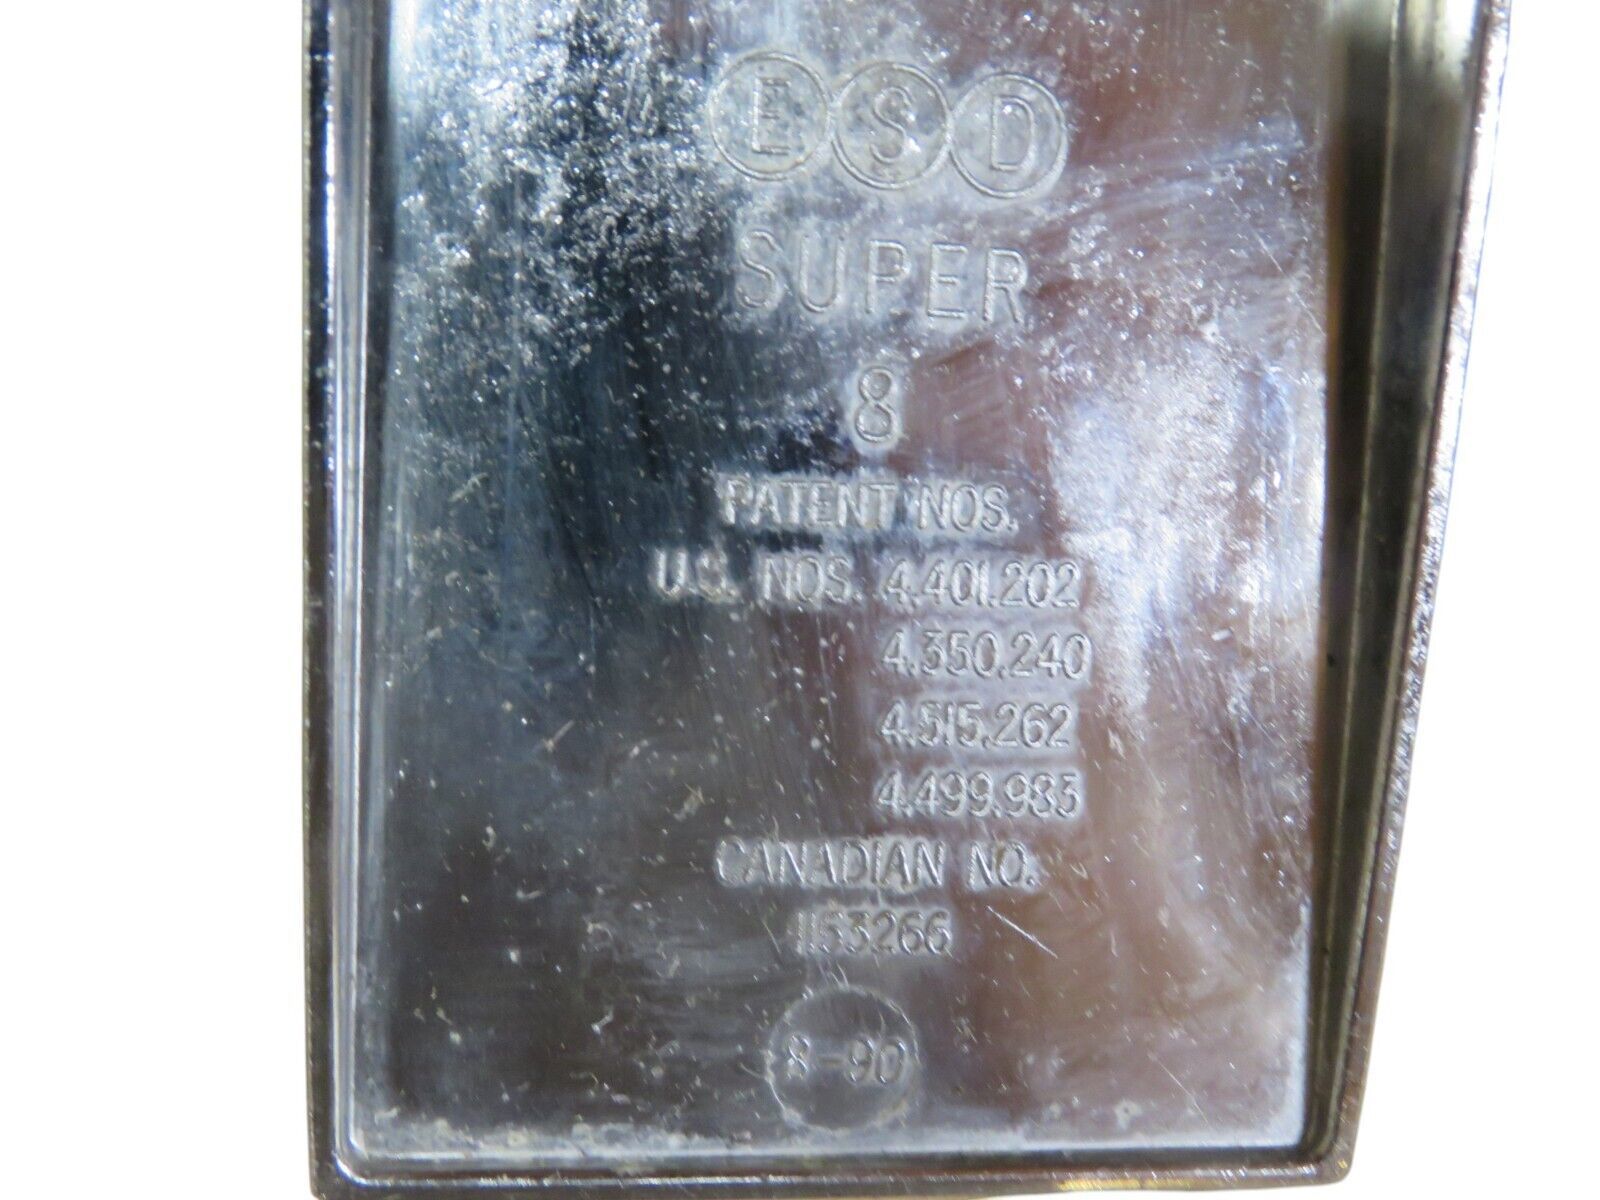 ESD
SUPER
8
PATENT NOS.
U.S. NOS. 4.401.202
4.350.240
4.515.262
4.499.983
CANADIAN NO.
1153266
8-90